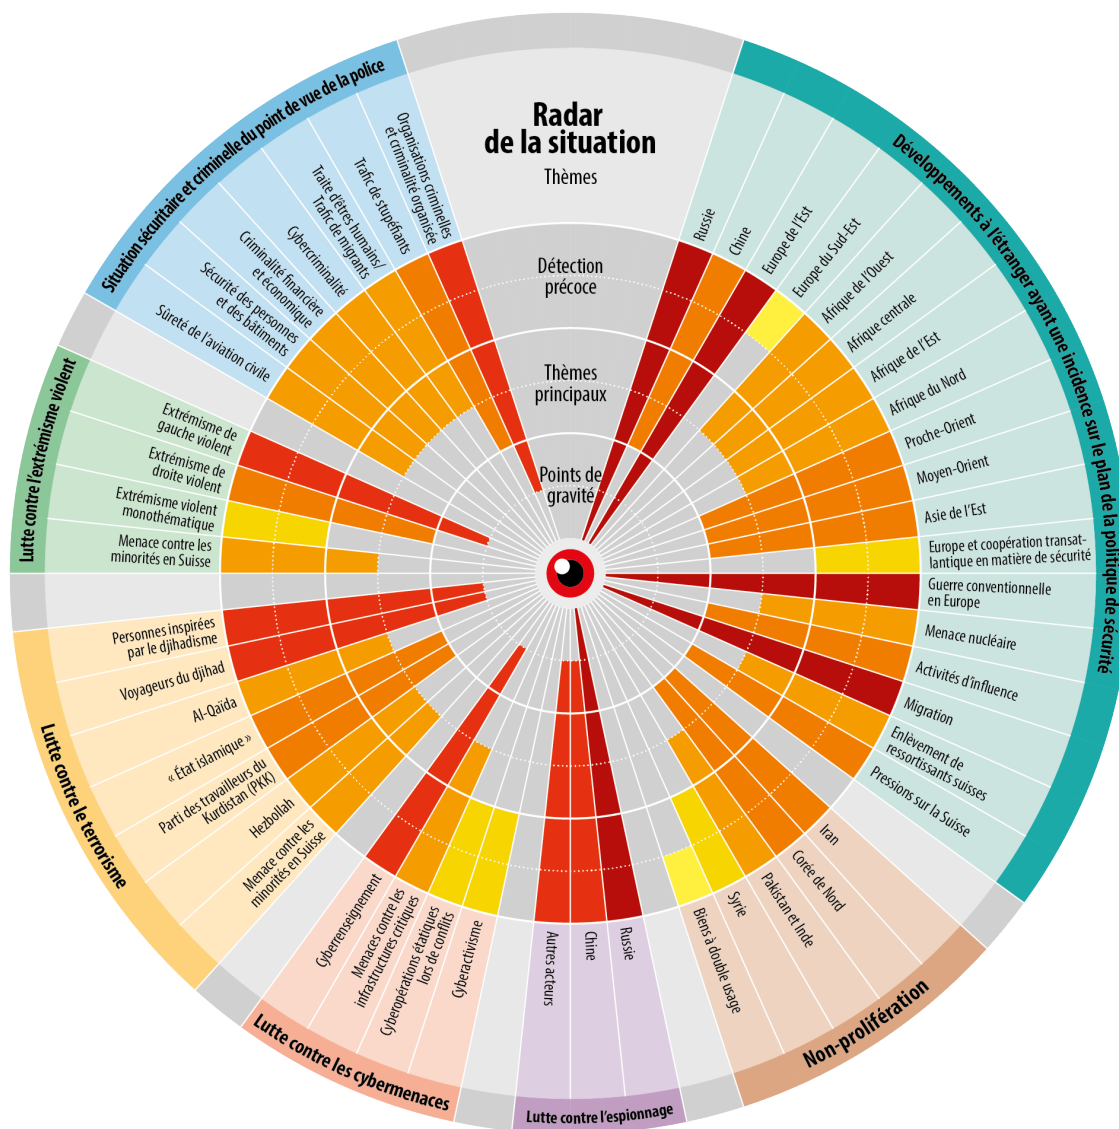 Radar
de la situation
Thèmes
Détection
précoce
Thèmes
principaux
Points de
gravité
Développements à l'étranger ayant une incidence sur le plan de la politique de sécurité
Russie
Chine
Europe de l'Est
Europe du Sud-Est
Afrique de l'Ouest
Afrique centrale
Afrique de l'Est
Afrique du Nord
Proche-Orient
Moyen-Orient
Asie de l'Est
Europe et coopération transat-
lantique en matière de sécurité
Guerre conventionnelle
en Europe
Menace nucléaire
Activités d'influence
Migration
Enlèvement de
ressortissants suisses
Pressions sur la Suisse
Non-prolifération
Iran
Corée de Nord
Pakistan et Inde
Syrie
Biens à double usage
Lutte contre l'espionnage
Russie
Chine
Autres acteurs
Lutte contre les cybermenaces
Cyberactivisme
Cyberopérations étatiques
lors de conflits
Menaces contre les
infrastructures critiques
Cyberrenseignement
Lutte contre le terrorisme
Menace contre les
minorités en Suisse
Hezbollah
Parti des travailleurs du
Kurdistan (PKK)
« État islamique »
Al-Qaïda
Voyageurs du djihad
Personnes inspirées
par le djihadisme
Lutte contre l'extrémisme violent
Menace contre les
minorités en Suisse
Extrémisme violent
monothématique
Extrémisme de
droite violent
Extrémisme de
gauche violent
Situation sécuritaire et criminelle du point de vue de la police
Sûreté de l'aviation civile
Sécurité des personnes
et des bâtiments
Criminalité financière
et économique
Cybercriminalité
Traite d'êtres humains/
Trafic de migrants
Trafic de stupéfiants
Organisations criminelles
et criminalité organisée